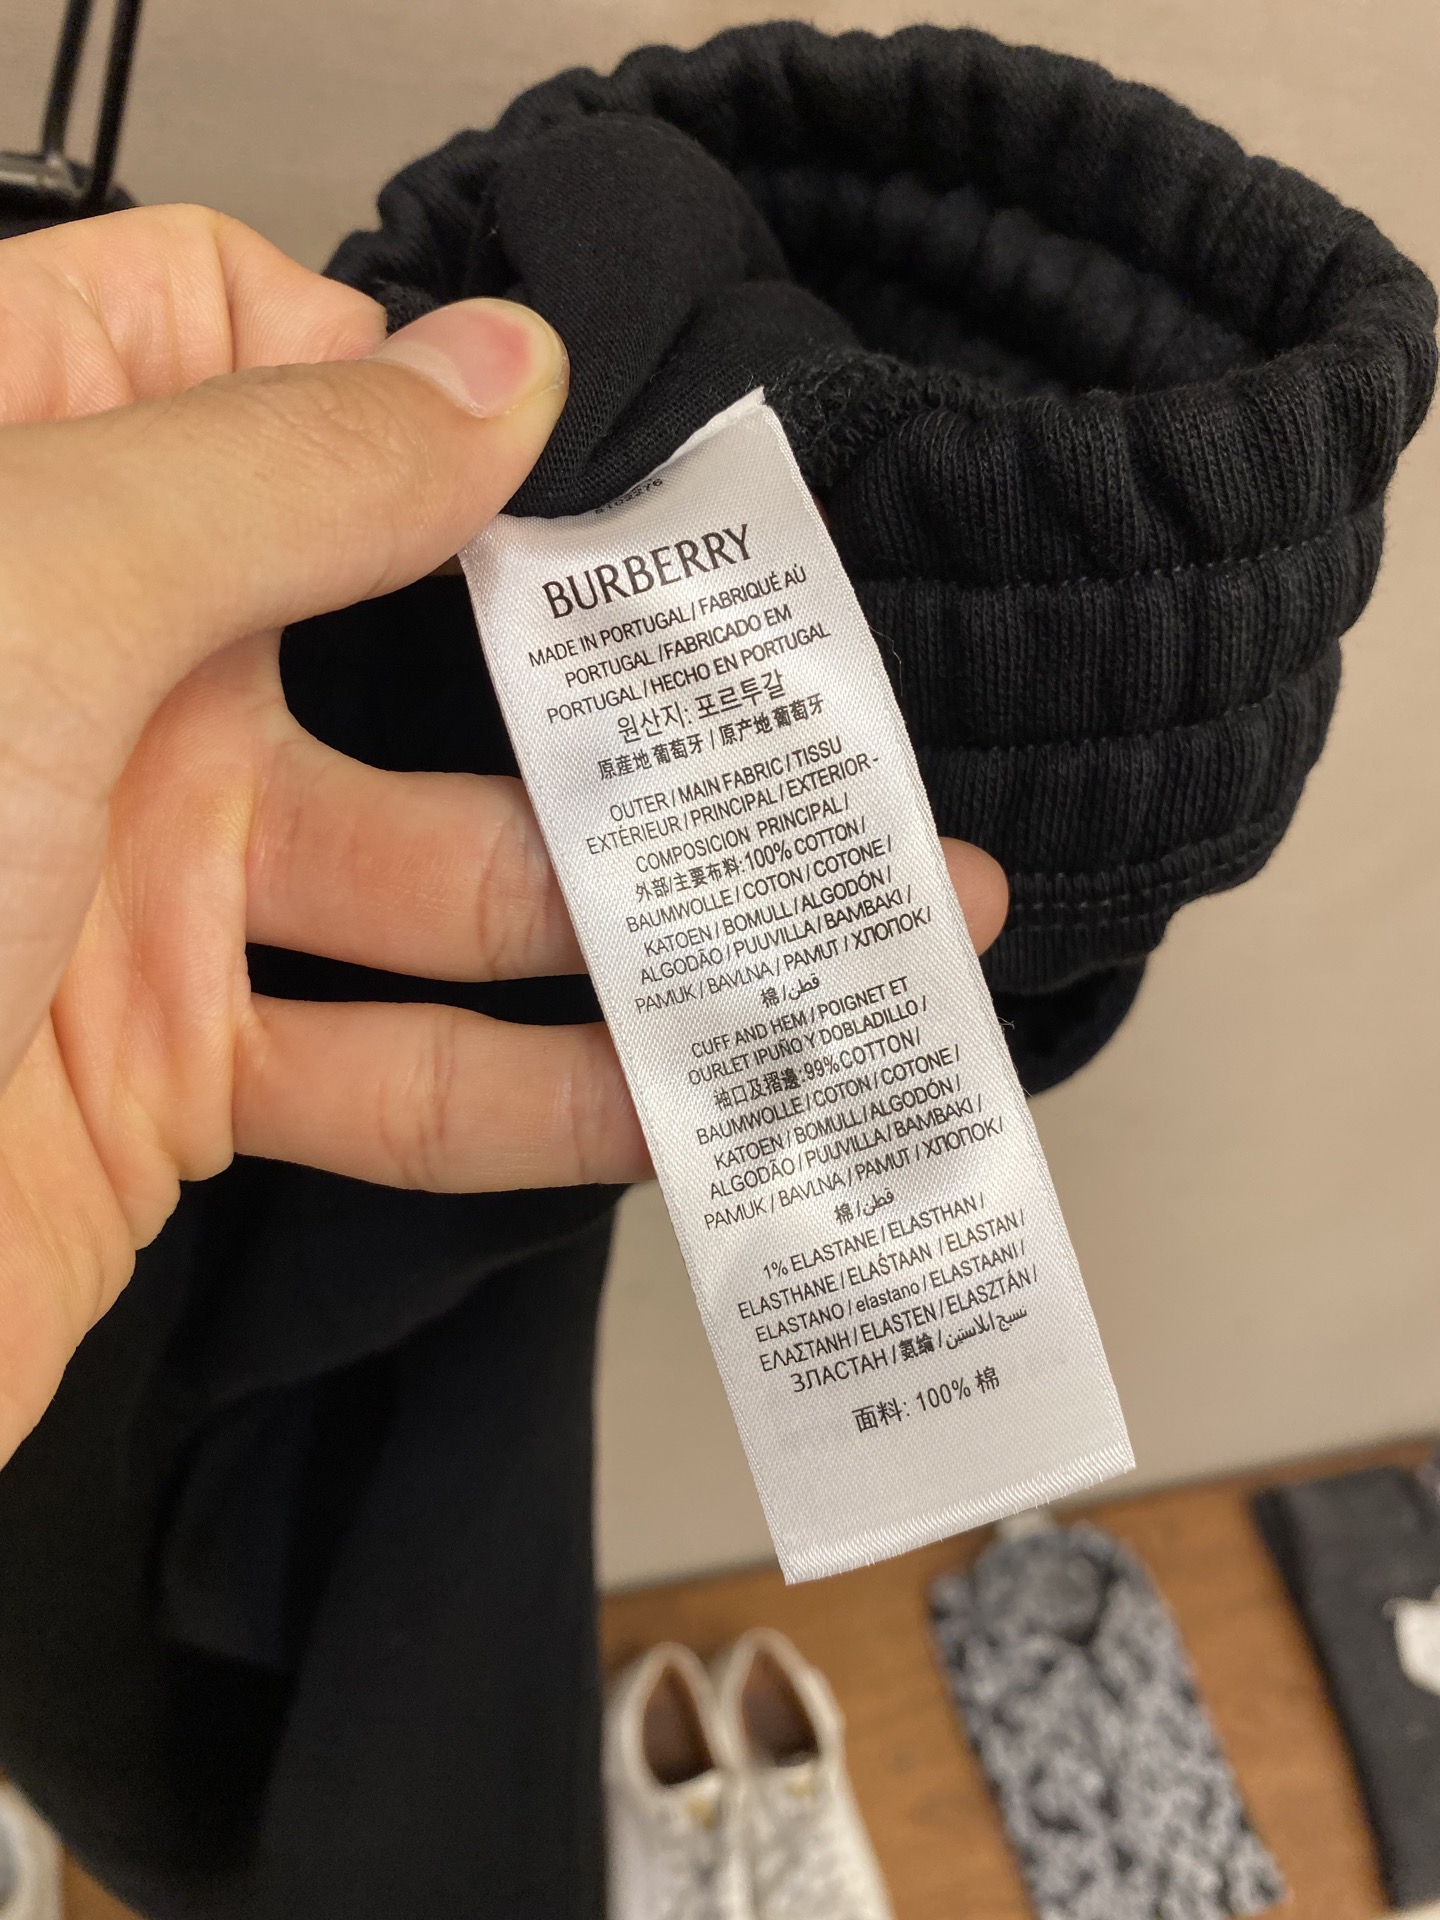 BURBERRY
MADE IN PORTUGAL / FABRIQUÉ AÚ
PORTUGAL / FABRICADO EM
PORTUGAL / HECHO EN PORTUGAL
원산지: 포르투갈
原産地 葡萄牙 / 原产地 葡萄牙
OUTER / MAIN FABRIC / TISSU
EXTÉRIEUR / PRINCIPAL / EXTERIOR -
COMPOSICION PRINCIPAL /
外部/主要布料:100% COTTON /
BAUMWOLLE / COTON / COTONE /
KATOEN / BOMULL / ALGODÓN /
ALGODÃO / PUUVILLA / BAMBAKI /
PAMUK / BAVLNA / PAMUT / ХЛОПОК/
棉 / قطن
CUFF AND HEM / POIGNET ET
OURLET IPUÑO Y DOBLADILLO /
袖口及摺邊:99% COTTON /
BAUMWOLLE / COTON / COTONE /
KATOEN / BOMULL / ALGODÓN /
ALGODÃO / PUUVILLA / BAMBAKI /
PAMUK / BAVLNA / PAMUT / ХЛОПОК/
棉 / قطن
1% ELASTANE / ELASTHAN /
ELASTHANE / ELAŚTAAN / ELASTAN /
ELASTANO / elastano / ELASTAANI /
ΕΛΑΣΤΑΝΗ / ELASTEN / ELASZTÁN /
ЗЛАСТАН / 氨綸 / نسيج الاستين
面料: 100% 棉